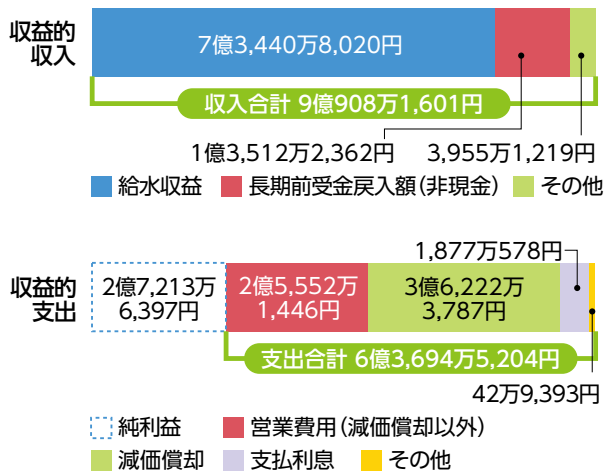 収益的
収入
7億3,440万8,020円
収入合計 9億908万1,601円
1億3,512万2,362円
3,955万1,219円
給水収益
長期前受金戻入額(非現金)
その他
収益的
支出
1,877万578円
2億7,213万
6,397円
2億5,552万
1,446円
3億6,222万
3,787円
支出合計 6億3,694万5,204円
42万9,393円
純利益
営業費用(減価償却以外)
減価償却
支払利息
その他